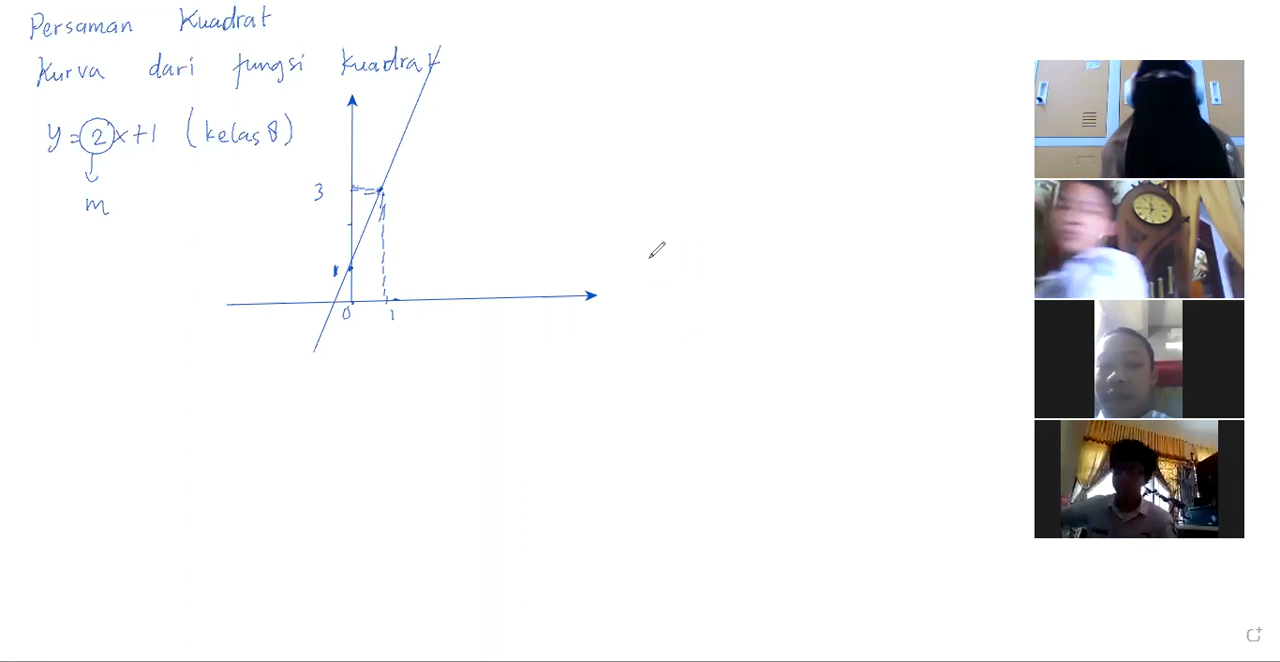 Persaman Kuadrat
Kurva dari fungsi kuadrat
y=2x+1 (kelas 8)
m
3
1
0 1